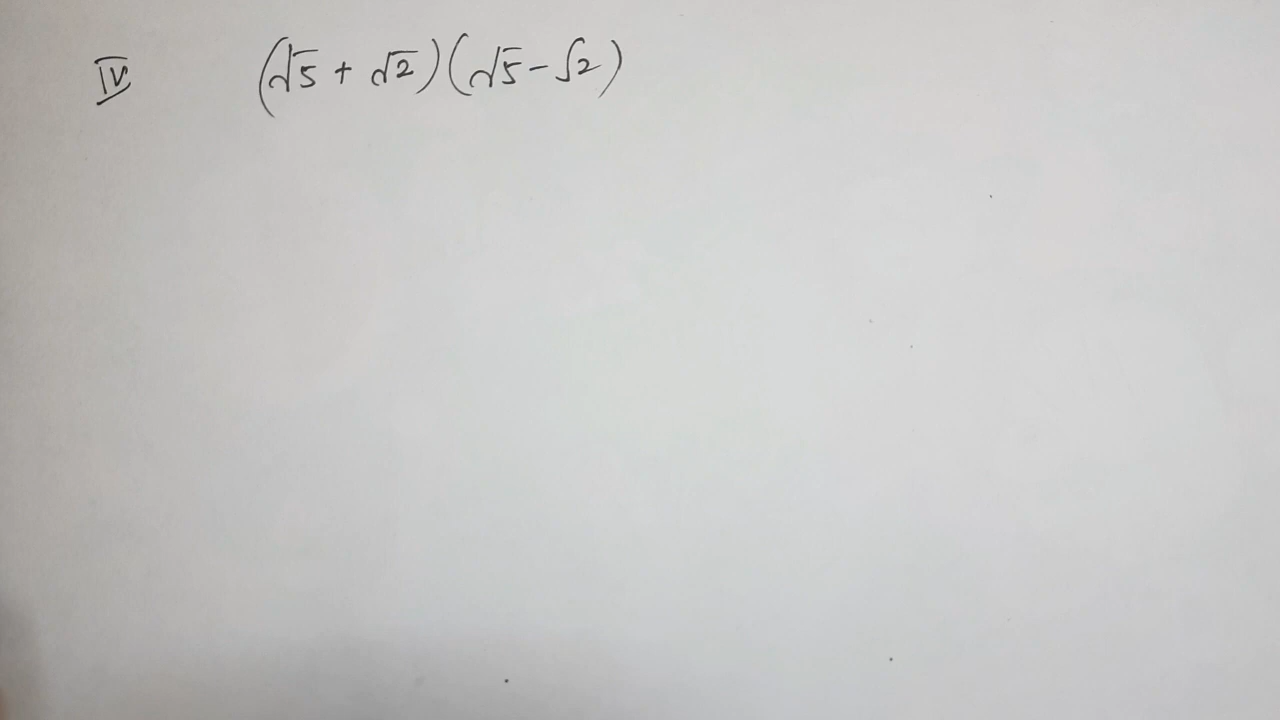 IV (√5 + √2)(√5 - √2)